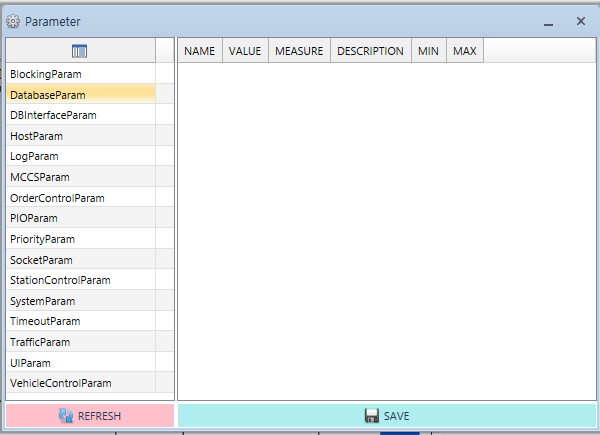 Parameter
NAME VALUE MEASURE DESCRIPTION MIN MAX
BlockingParam
DatabaseParam
DBInterfaceParam
HostParam
LogParam
MCCSParam
OrderControlParam
PIOParam
PriorityParam
SocketParam
StationControlParam
SystemParam
TimeoutParam
TrafficParam
UIParam
VehicleControlParam
REFRESH SAVE